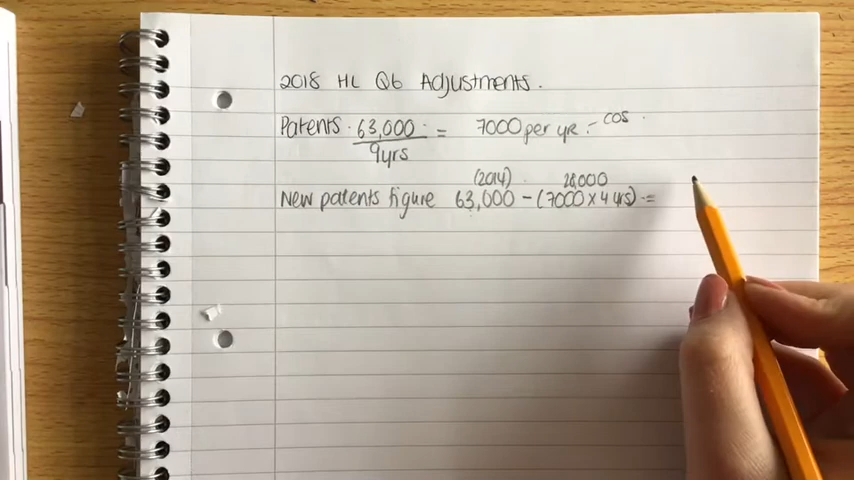 2018 HL Q6 Adjustments.
Patents. 63,000 = 7000 per yr. - COS
9yrs
(2014) 28,000
New patents figure 63,000 - (7000 x 4 yrs) =